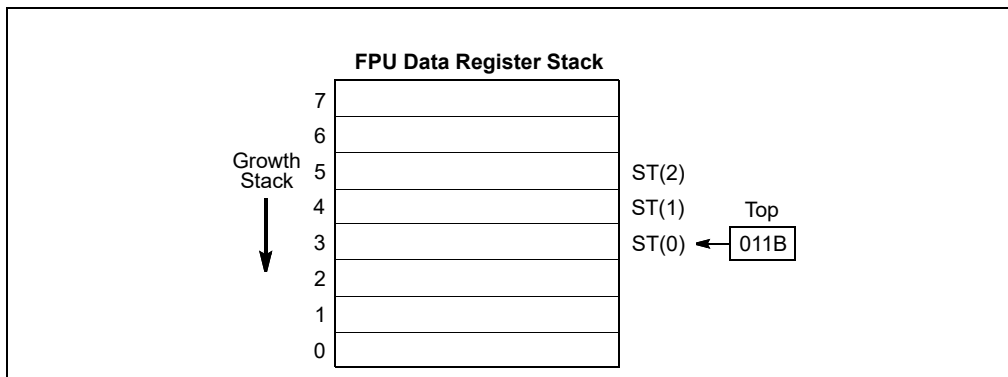 FPU Data Register Stack
7
6
Growth
Stack
5 ST(2)
4 ST(1) Top
3 ST(0) 011B
2
1
0